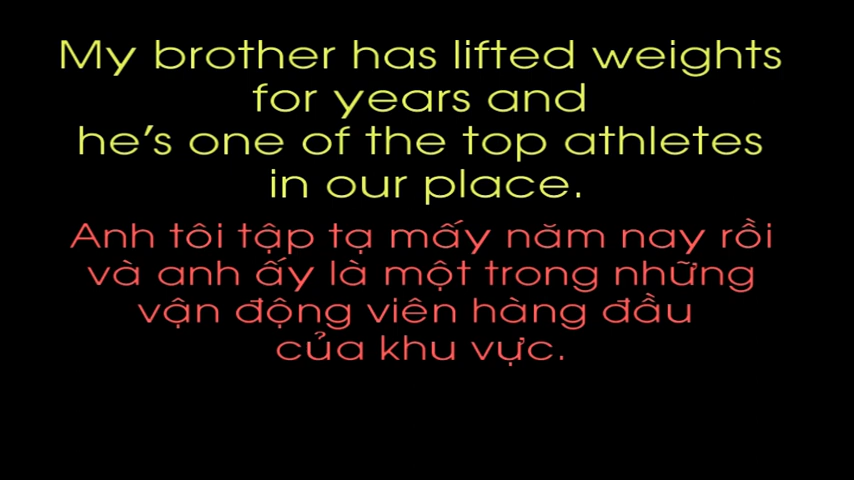 My brother has lifted weights
for years and
he's one of the top athletes
in our place.
Anh tôi tập tạ mấy năm nay rồi
và anh ấy là một trong những
vận động viên hàng đầu
của khu vực.